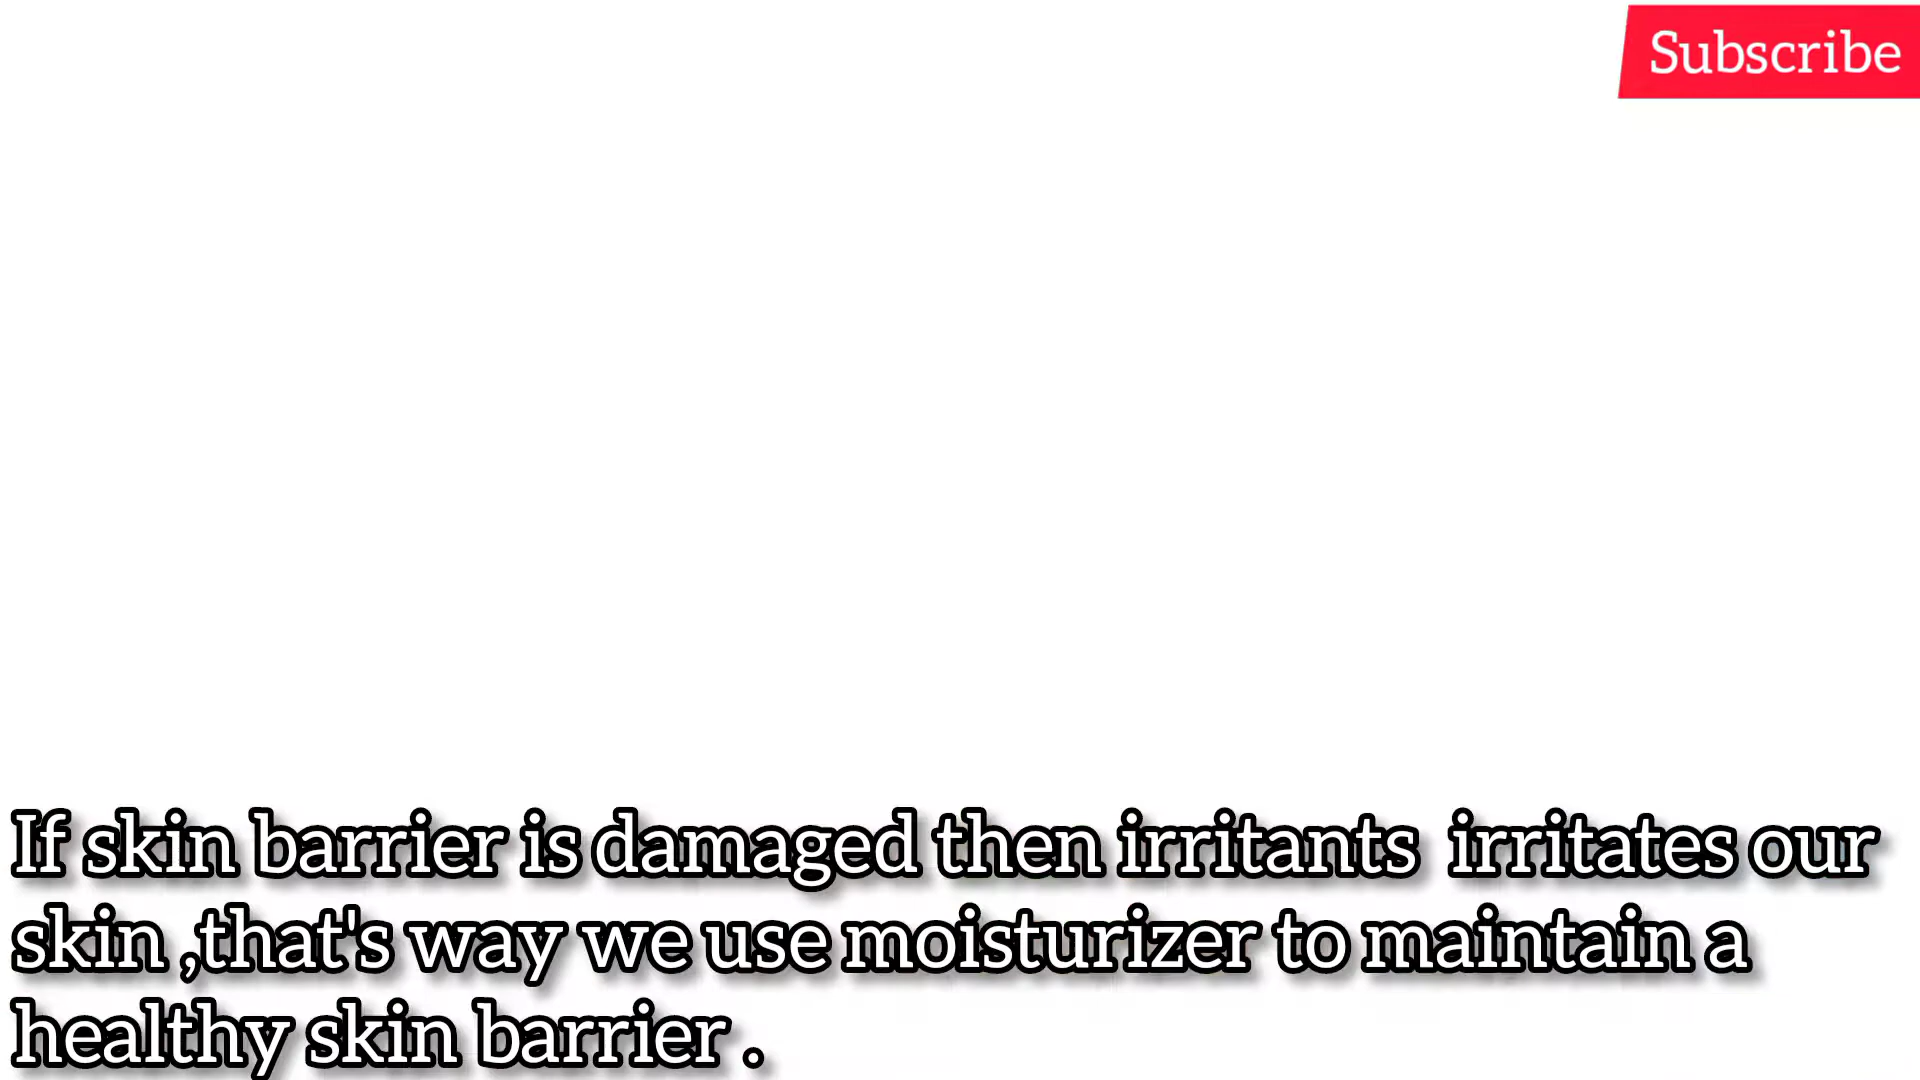 Subscribe
If skin barrier is damaged then irritants  irritates our
skin ,that's way we use moisturizer to maintain a
healthy skin barrier .